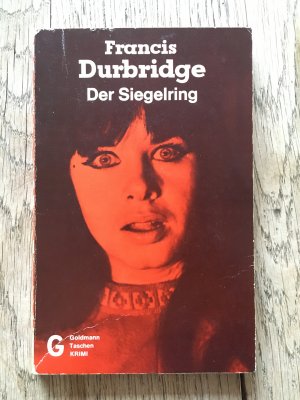 Francis
Durbridge
Der Siegelring
G
Goldmann
Taschen
KRIMI